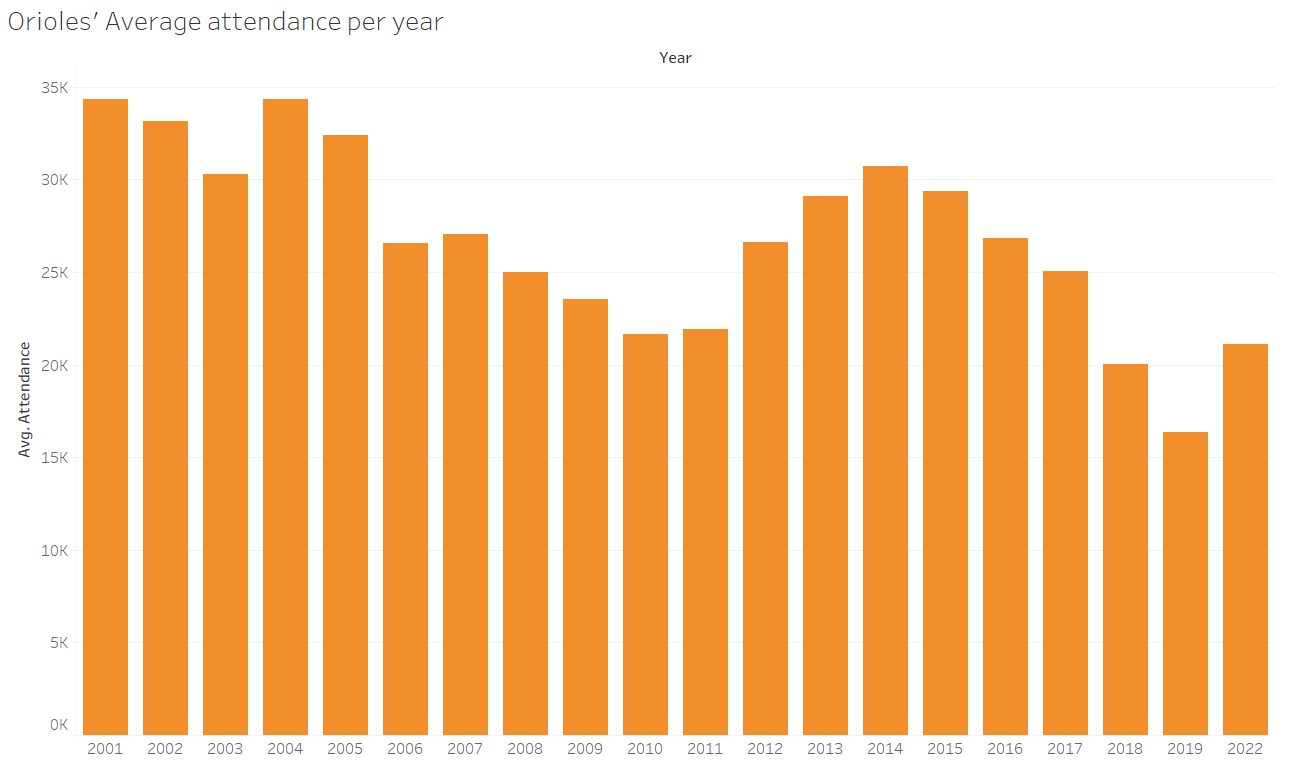 Orioles’ Average attendance per year
Year
35K
30K
25K
20K
15K
10K
5K
0K
Avg. Attendance
2001 2002 2003 2004 2005 2006 2007 2008 2009 2010 2011 2012 2013 2014 2015 2016 2017 2018 2019 2022